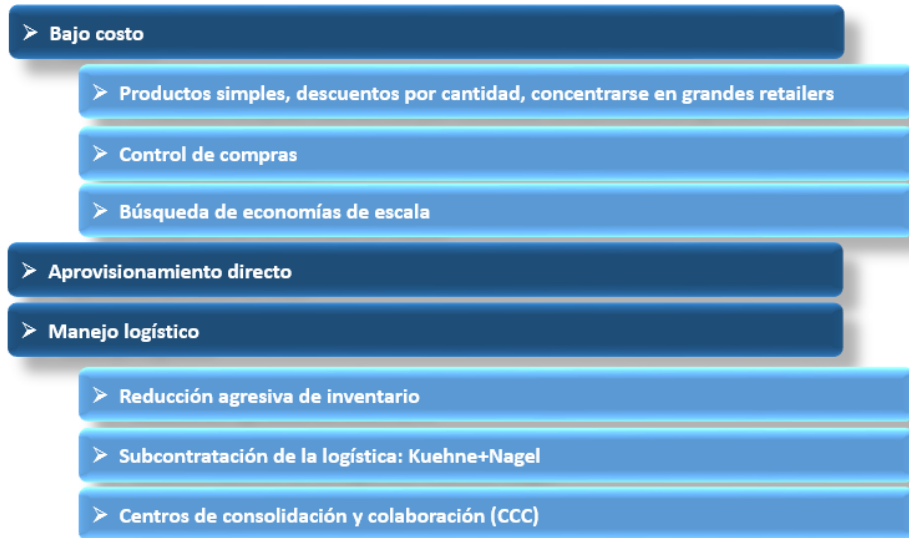 ➢ Bajo costo
➢ Productos simples, descuentos por cantidad, concentrarse en grandes retailers
➢ Control de compras
➢ Búsqueda de economías de escala
➢ Aprovisionamiento directo
➢ Manejo logístico
➢ Reducción agresiva de inventario
➢ Subcontratación de la logística: Kuehne+Nagel
➢ Centros de consolidación y colaboración (CCC)